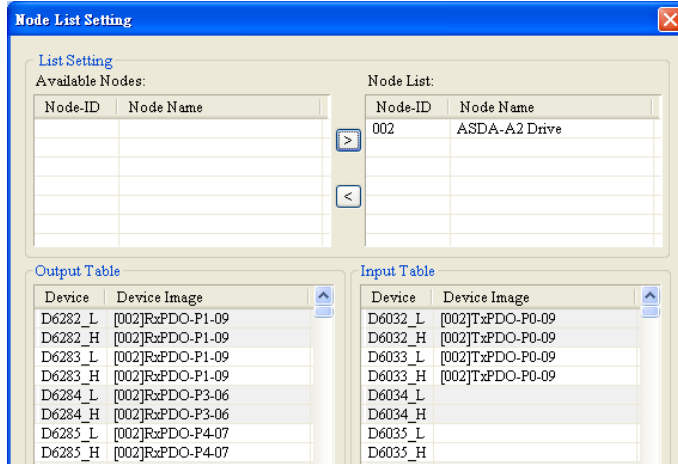 Node List Setting
List Setting
Available Nodes:
Node-ID Node Name
Node List:
Node-ID Node Name
002 ASDA-A2 Drive
>
<
Output Table
Device Device Image
D6282_L [002]RxPDO-P1-09
D6282_H [002]RxPDO-P1-09
D6283_L [002]RxPDO-P1-09
D6283_H [002]RxPDO-P1-09
D6284_L [002]RxPDO-P3-06
D6284_H [002]RxPDO-P3-06
D6285_L [002]RxPDO-P4-07
D6285_H [002]RxPDO-P4-07
Input Table
Device Device Image
D6032_L [002]TxPDO-P0-09
D6032_H [002]TxPDO-P0-09
D6033_L [002]TxPDO-P0-09
D6033_H [002]TxPDO-P0-09
D6034_L
D6034_H
D6035_L
D6035_H